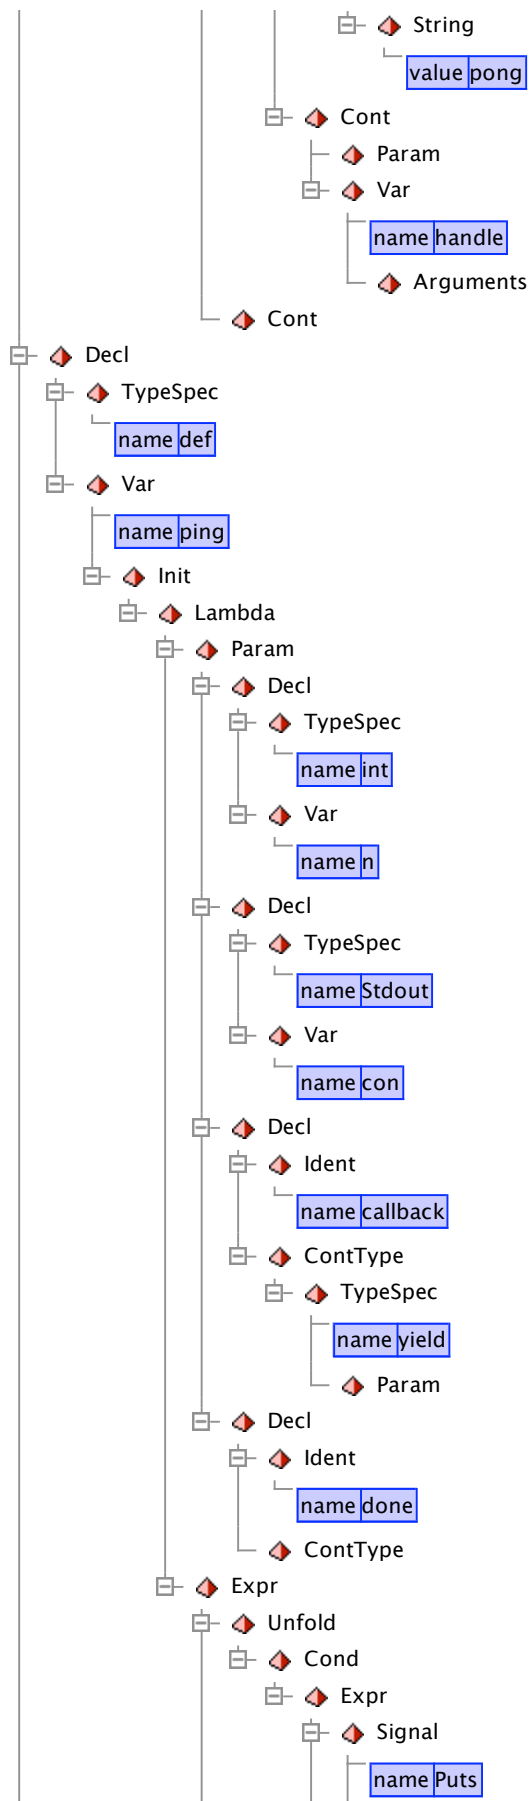 String
value pong
Cont
Param
Var
name handle
Arguments
Cont
Decl
TypeSpec
name def
Var
name ping
Init
Lambda
Param
Decl
TypeSpec
name int
Var
name n
Decl
TypeSpec
name Stdout
Var
name con
Decl
Ident
name callback
ContType
TypeSpec
name yield
Param
Decl
Ident
name done
ContType
Expr
Unfold
Cond
Expr
Signal
name Puts